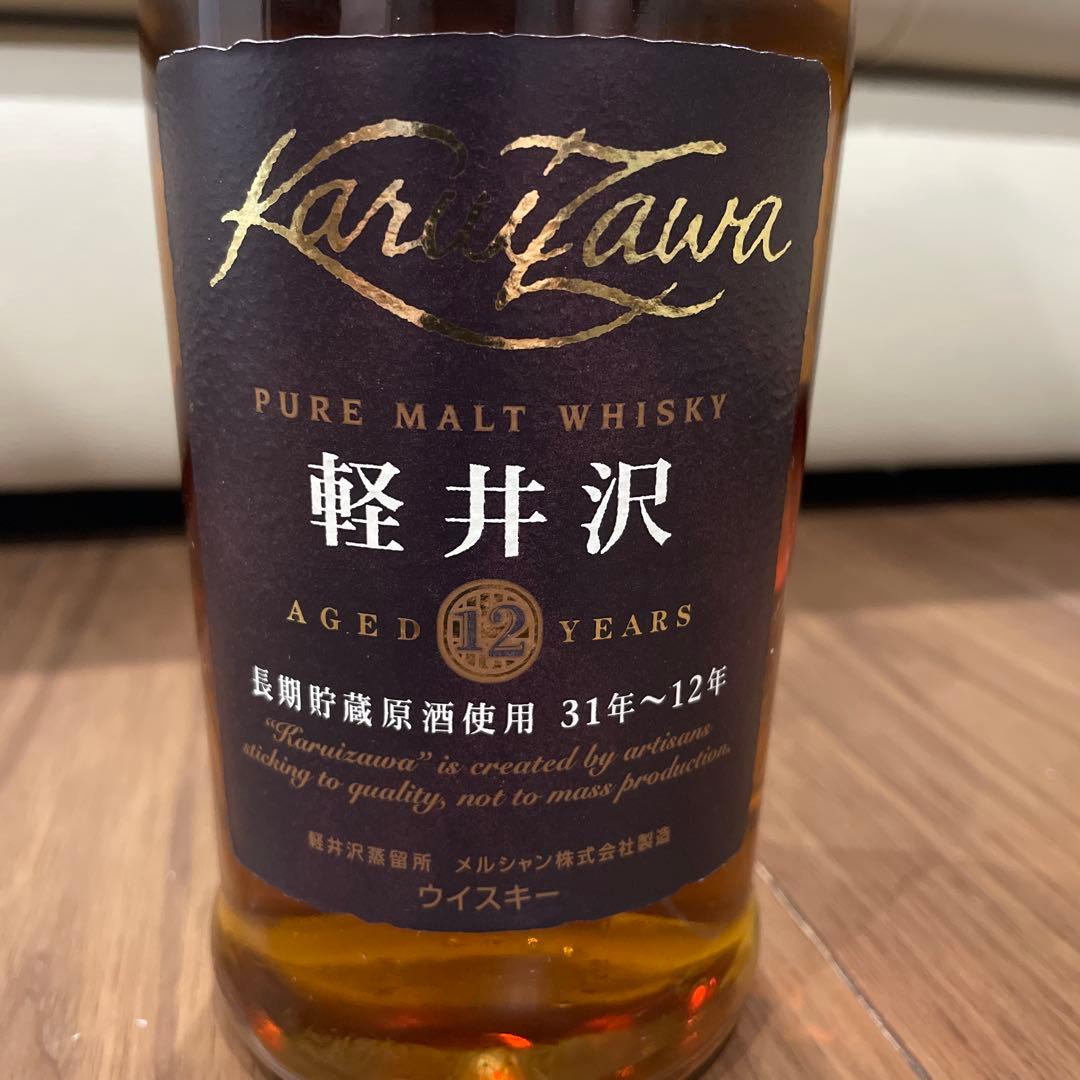 Karuizawa
PURE MALT WHISKY
軽井沢
AGED 12 YEARS
長期貯蔵原酒使用 31年～12年
“Karuizawa” is created by artisans
sticking to quality, not to mass production.
軽井沢蒸留所 メルシャン株式会社製造
ウイスキー